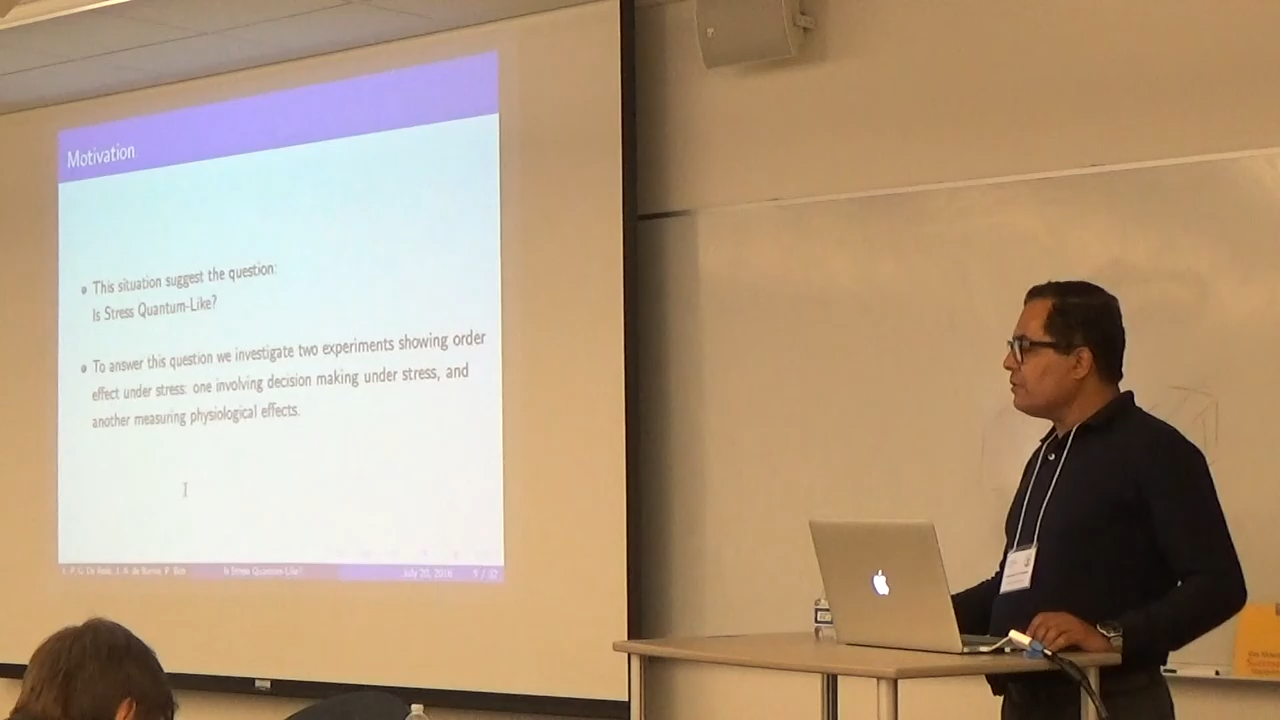 Motivation
This situation suggest the question:
Is Stress Quantum-Like?
To answer this question we investigate two experiments showing order
effect under stress: one involving decision making under stress, and
another measuring physiological effects.
Is Stress Quantum-Like?
July 20, 2016